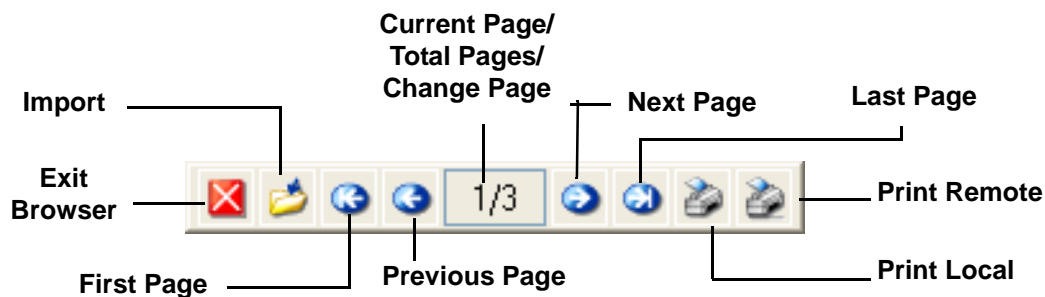 Current Page/
Total Pages/
Change Page
Import
Next Page
Last Page
Exit
Browser
1/3
Print Remote
First Page
Previous Page
Print Local